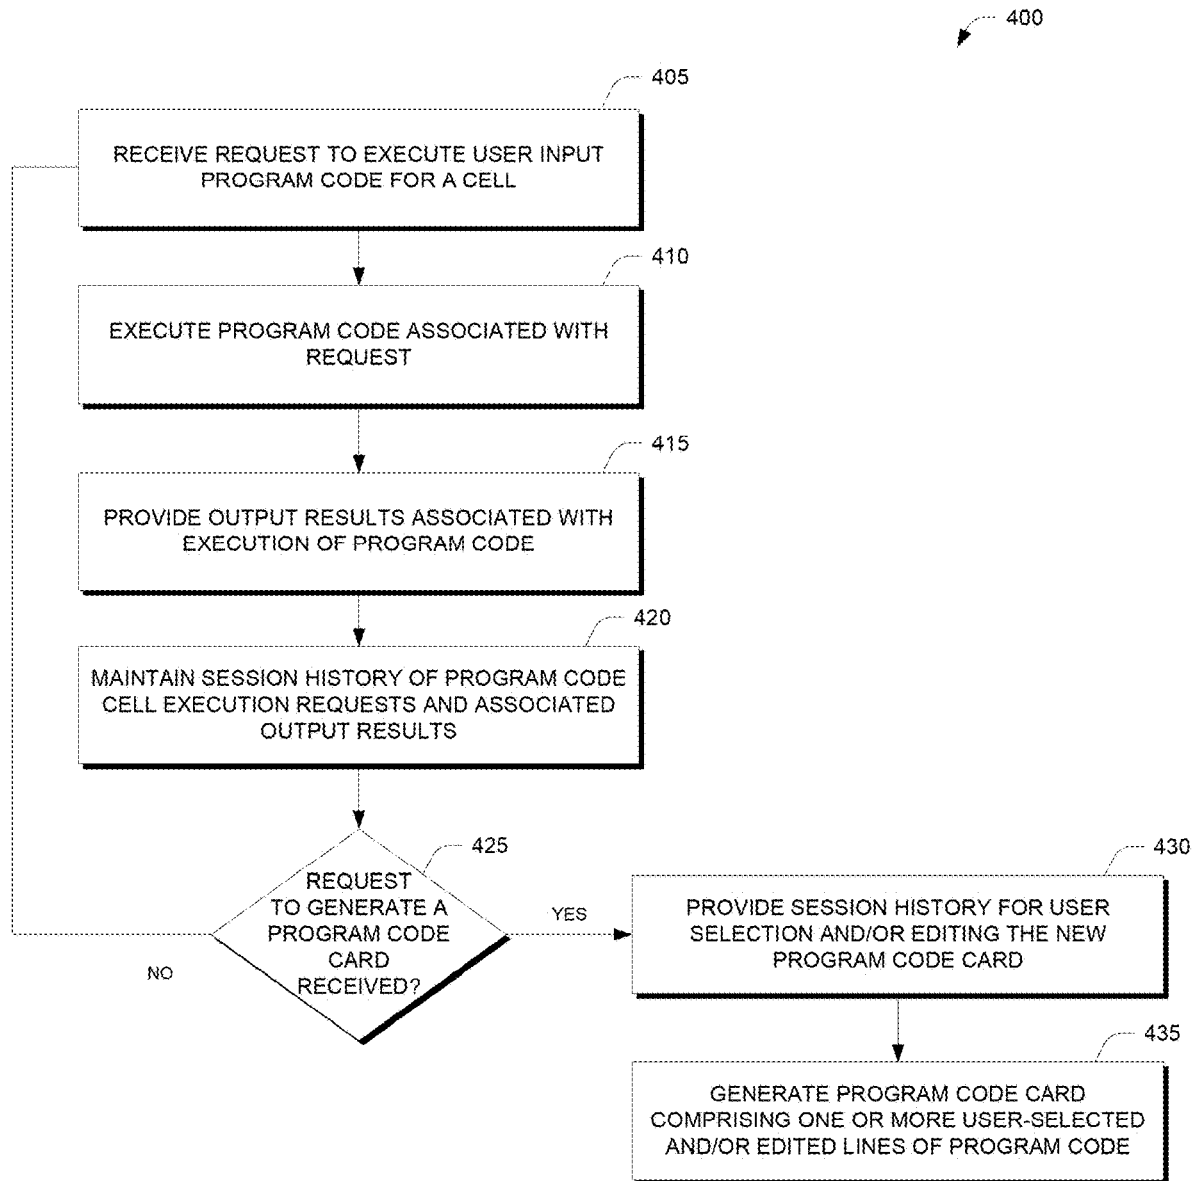 400
405
RECEIVE REQUEST TO EXECUTE USER INPUT
PROGRAM CODE FOR A CELL
410
EXECUTE PROGRAM CODE ASSOCIATED WITH
REQUEST
415
PROVIDE OUTPUT RESULTS ASSOCIATED WITH
EXECUTION OF PROGRAM CODE
420
MAINTAIN SESSION HISTORY OF PROGRAM CODE
CELL EXECUTION REQUESTS AND ASSOCIATED
OUTPUT RESULTS
425
REQUEST
TO GENERATE A
PROGRAM CODE
CARD
RECEIVED?
NO
YES
430
PROVIDE SESSION HISTORY FOR USER
SELECTION AND/OR EDITING THE NEW
PROGRAM CODE CARD
435
GENERATE PROGRAM CODE CARD
COMPRISING ONE OR MORE USER-SELECTED
AND/OR EDITED LINES OF PROGRAM CODE